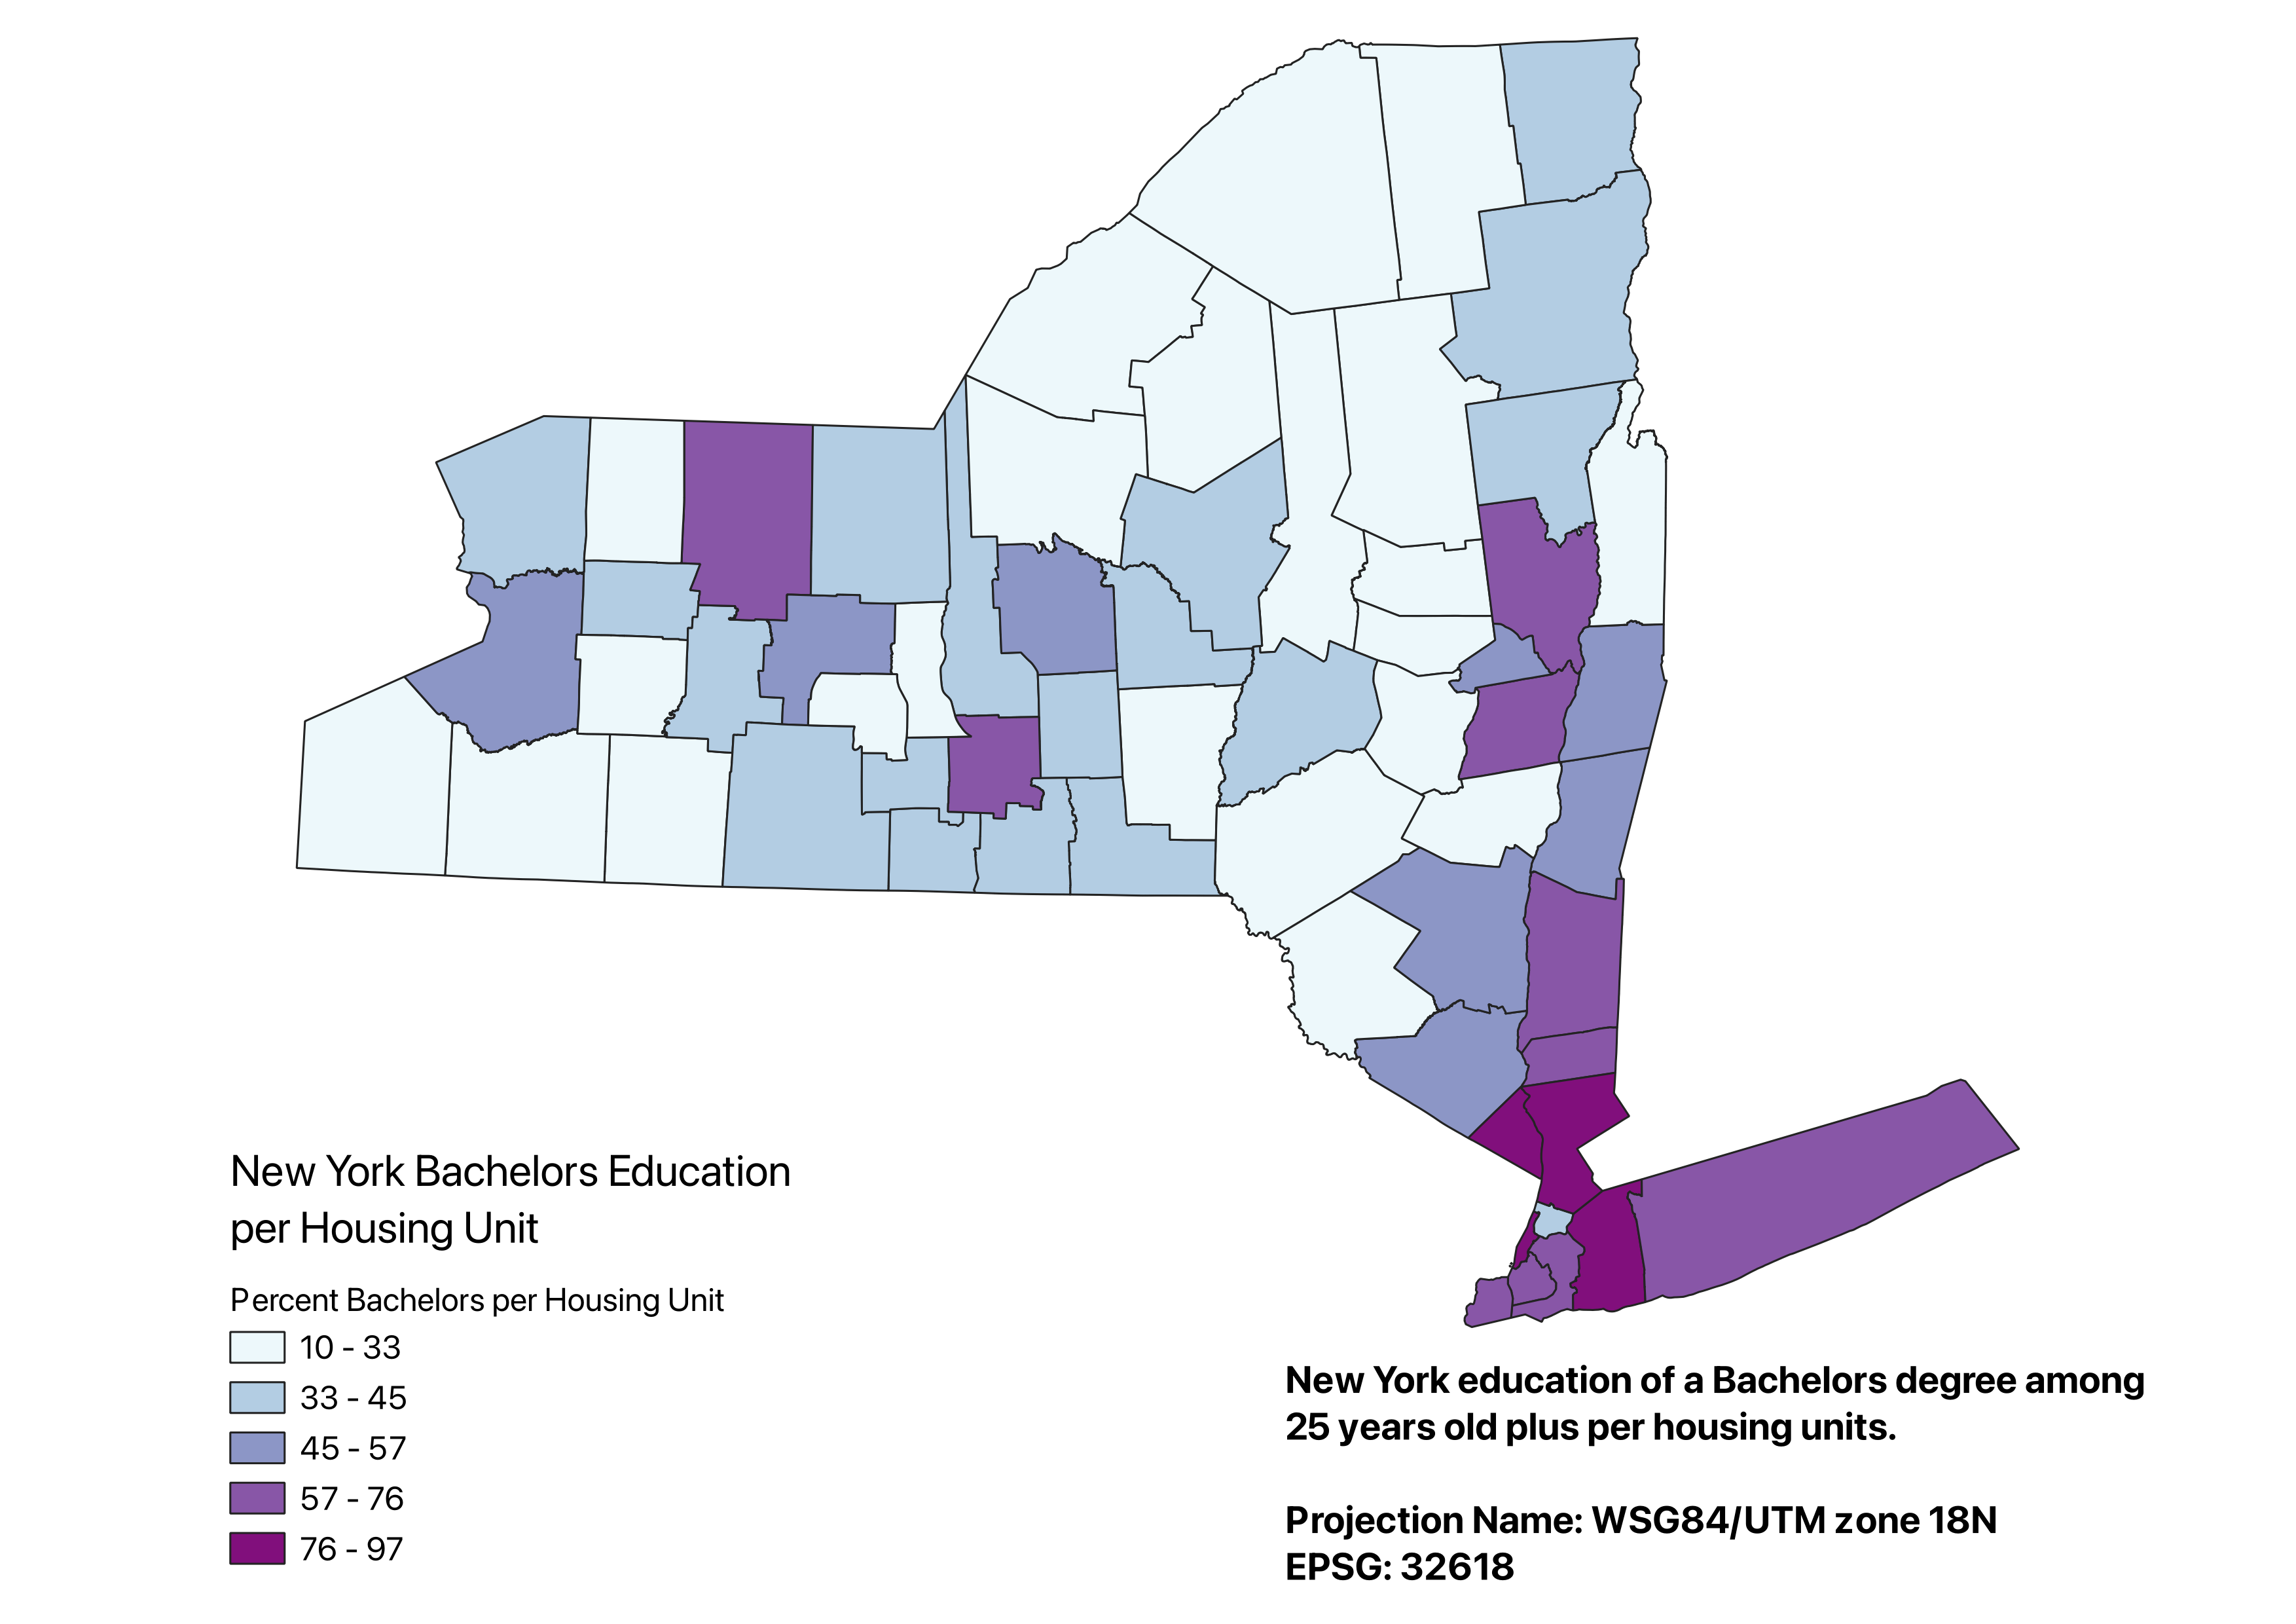 New York Bachelors Education
per Housing Unit
Percent Bachelors per Housing Unit
10 - 33
33 - 45
45 - 57
57 - 76
76 - 97
New York education of a Bachelors degree among
25 years old plus per housing units.
Projection Name: WSG84/UTM zone 18N
EPSG: 32618